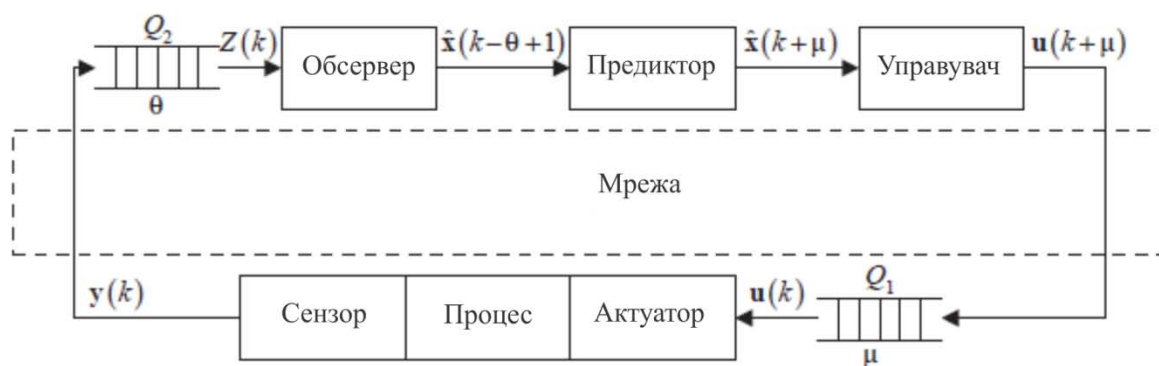 Q₂
Z(k)
θ
Обсервер
x̂(k−θ+1)
Предиктор
x̂(k+μ)
Управувач
u(k+μ)
Мрежа
y(k)
Сензор
Процес
Актуатор
u(k)
Q₁
μ